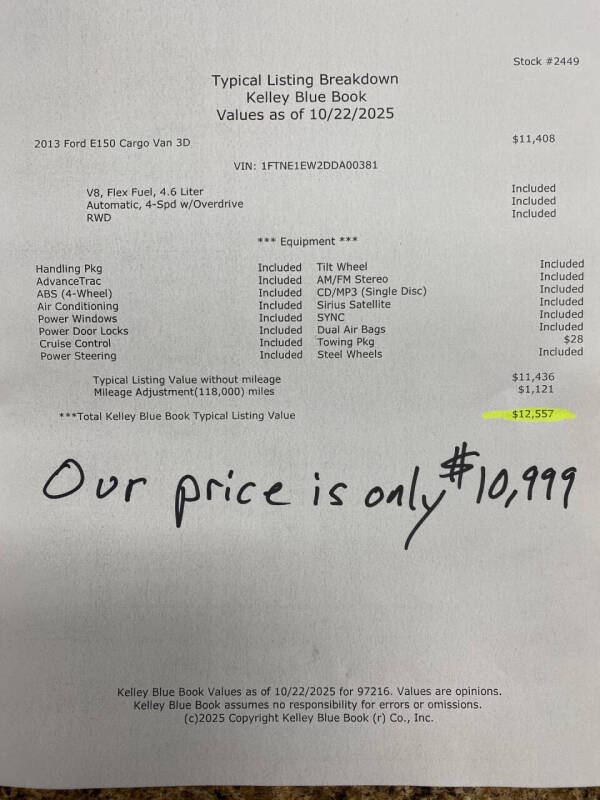 Stock #2449
Typical Listing Breakdown
Kelley Blue Book
Values as of 10/22/2025
2013 Ford E150 Cargo Van 3D $11,408
VIN: 1FTNE1EW2DDA00381
V8, Flex Fuel, 4.6 Liter Included
Automatic, 4-Spd w/Overdrive Included
RWD Included
*** Equipment ***
Handling Pkg Included Tilt Wheel Included
AdvanceTrac Included AM/FM Stereo Included
ABS (4-Wheel) Included CD/MP3 (Single Disc) Included
Air Conditioning Included Sirius Satellite Included
Power Windows Included SYNC Included
Power Door Locks Included Dual Air Bags Included
Cruise Control Included Towing Pkg $28
Power Steering Included Steel Wheels Included
Typical Listing Value without mileage $11,436
Mileage Adjustment(118,000) miles $1,121
***Total Kelley Blue Book Typical Listing Value $12,557
Our price is only $10,999
Kelley Blue Book Values as of 10/22/2025 for 97216. Values are opinions.
Kelley Blue Book assumes no responsibility for errors or omissions.
(c)2025 Copyright Kelley Blue Book (r) Co., Inc.